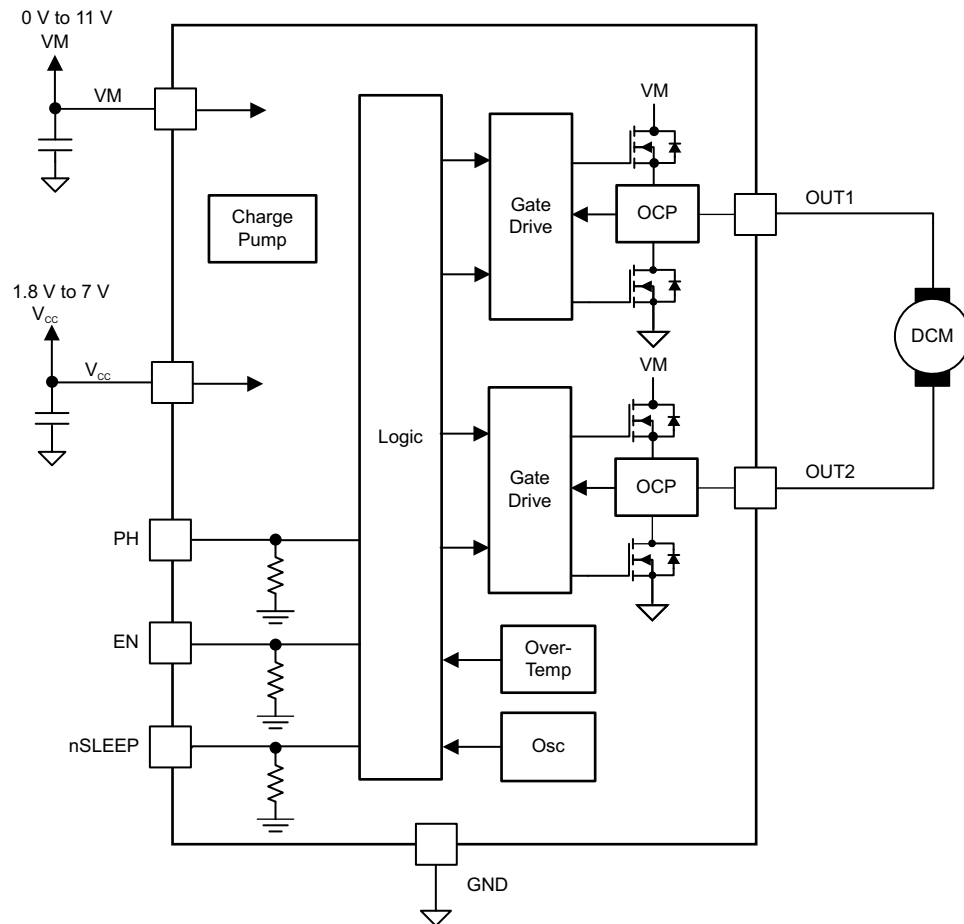 0 V to 11 V
VM
VM
Charge
Pump
1.8 V to 7 V
VCC
VCC
PH
EN
nSLEEP
Logic
Gate
Drive
VM
OCP
OUT1
DCM
Gate
Drive
VM
OCP
OUT2
Over-
Temp
Osc
GND